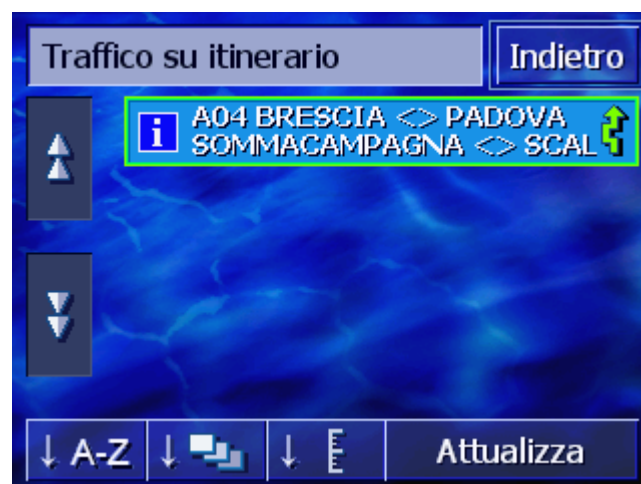 Traffico su itinerario
Indietro
i A04 BRESCIA <> PADOVA
SOMMACAMPAGNA <> SCAL
↓ A-Z
↓
↓
Attualizza